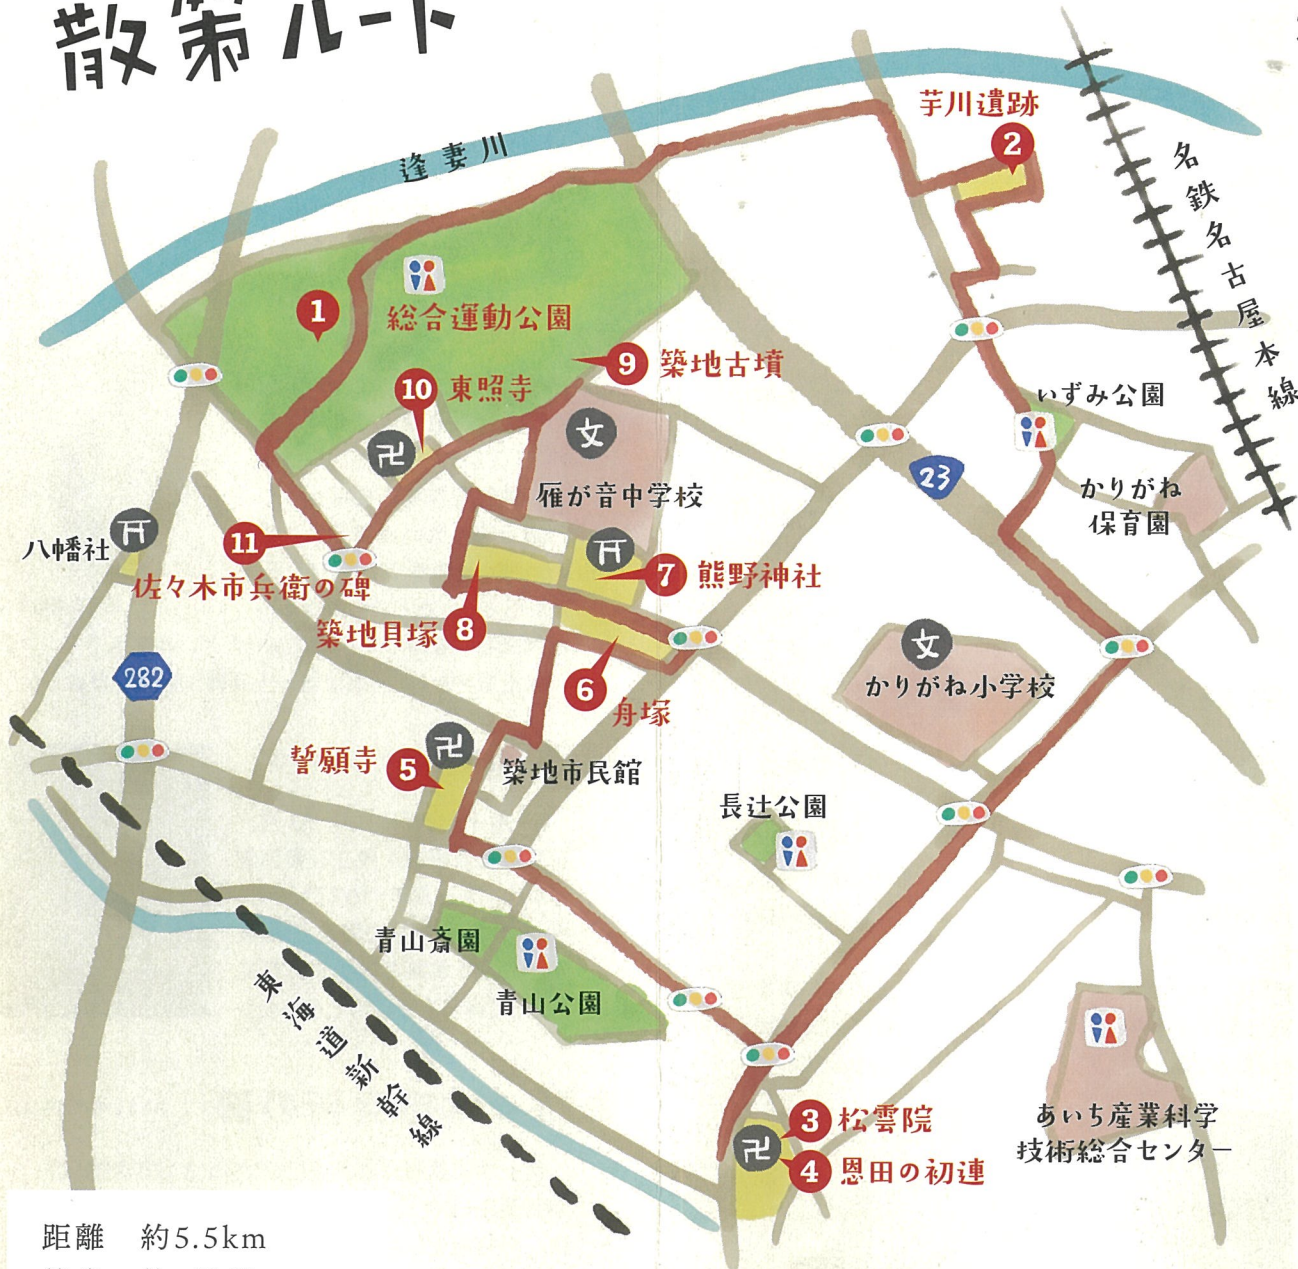 散策ルート
逢妻川
芋川遺跡
2
名鉄名古屋本線
1
総合運動公園
9 築地古墳
10 東照寺
いずみ公園
文
雁が音中学校
23
かりがね
保育園
八幡社
11
佐々木市兵衛の碑
7 熊野神社
築地貝塚 8
282
6
舟塚
文
かりがね小学校
誓願寺 5
築地市民館
長辻公園
青山斎園
青山公園
東海道新幹線
3 松雲院
4 恩田の初連
あいち産業科学
技術総合センター
距離 約5.5km